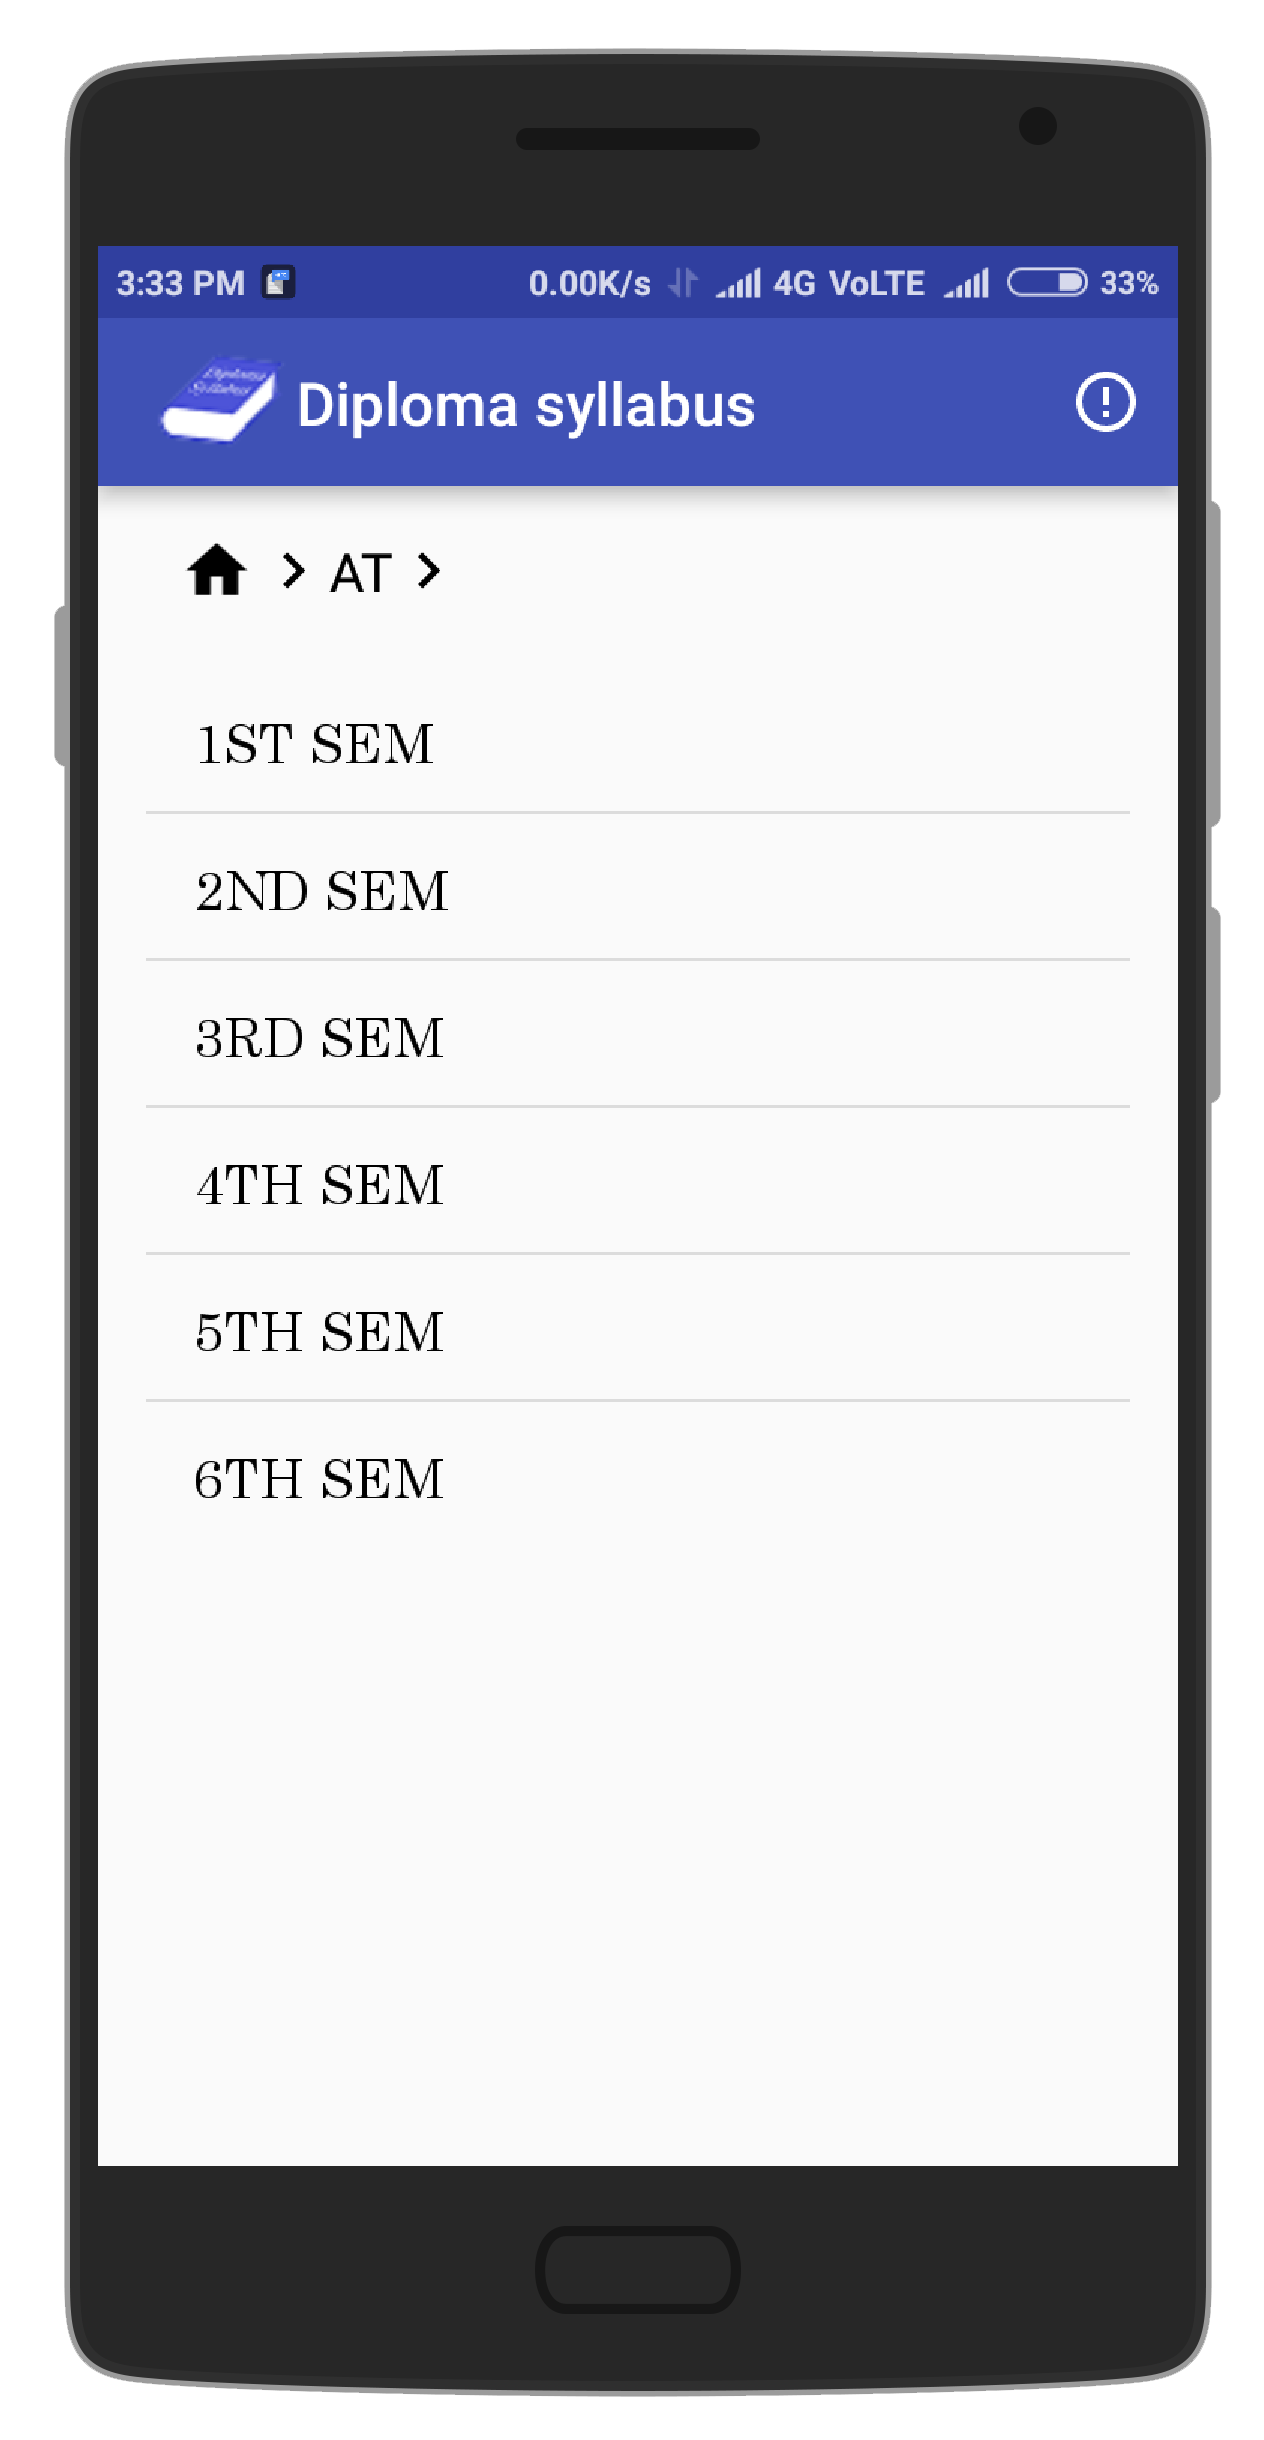 3:33 PM 0.00K/s 4G VoLTE 33%
Diploma syllabus
AT
1ST SEM
2ND SEM
3RD SEM
4TH SEM
5TH SEM
6TH SEM